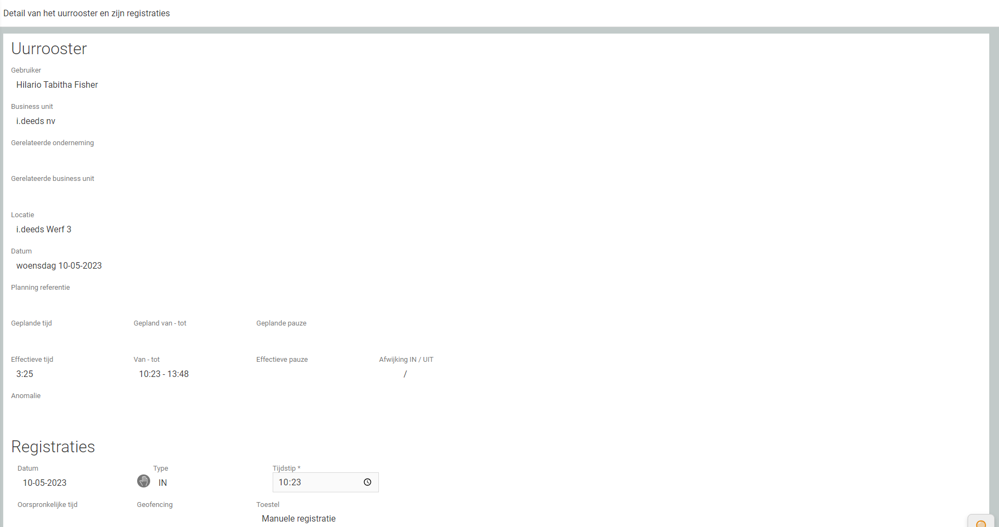 Detail van het uurrooster en zijn registraties
Uurrooster
Gebruiker
Hilario Tabitha Fisher
Business unit
i.deeds nv
Gerelateerde onderneming
Gerelateerde business unit
Locatie
i.deeds Werf 3
Datum
woensdag 10-05-2023
Planning referentie
Geplande tijd Gepland van - tot Geplande pauze
Effectieve tijd Van - tot Effectieve pauze Afwijking IN / UIT
3:25 10:23 - 13:48 /
Anomalie
Registraties
Datum Type Tijdstip *
10-05-2023 IN 10:23
Oorspronkelijke tijd Geofencing Toestel
Manuele registratie